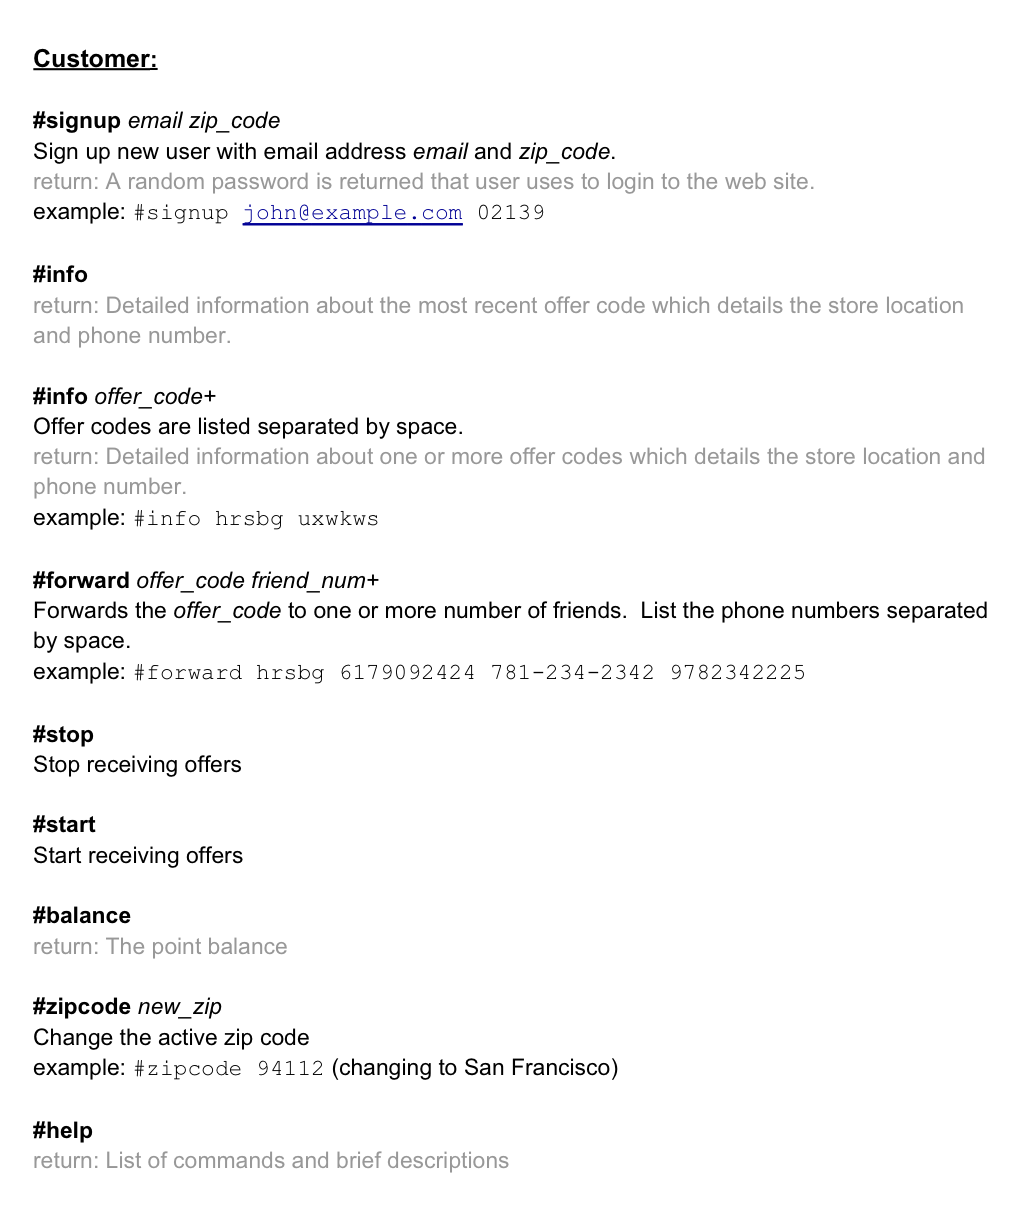 Customer:
#signup email zip_code
Sign up new user with email address email and zip_code.
return: A random password is returned that user uses to login to the web site.
example: #signup john@example.com 02139
#info
return: Detailed information about the most recent offer code which details the store location
and phone number.
#info offer_code+
Offer codes are listed separated by space.
return: Detailed information about one or more offer codes which details the store location and
phone number.
example: #info hrsbg uxwkws
#forward offer_code friend_num+
Forwards the offer_code to one or more number of friends.  List the phone numbers separated
by space.
example: #forward hrsbg 6179092424 781-234-2342 9782342225
#stop
Stop receiving offers
#start
Start receiving offers
#balance
return: The point balance
#zipcode new_zip
Change the active zip code
example: #zipcode 94112 (changing to San Francisco)
#help
return: List of commands and brief descriptions